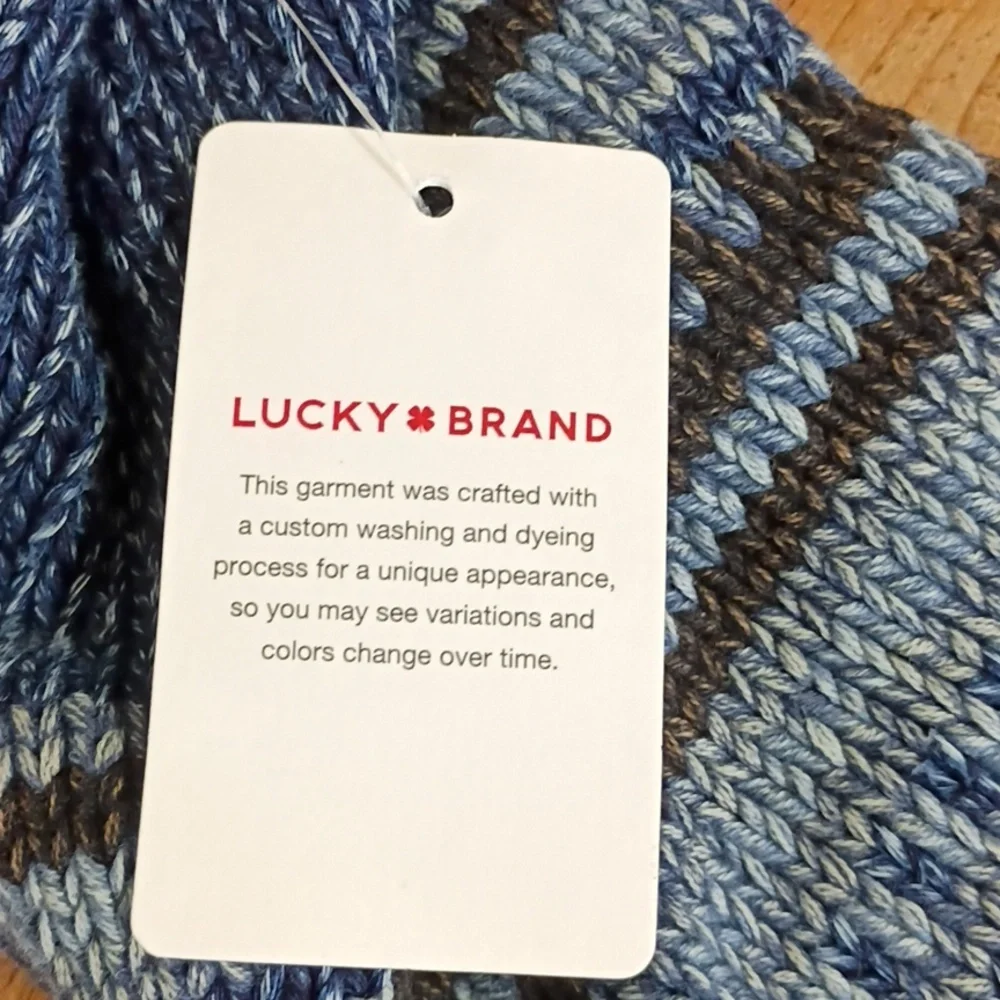 LUCKY BRAND
This garment was crafted with
a custom washing and dyeing
process for a unique appearance,
so you may see variations and
colors change over time.